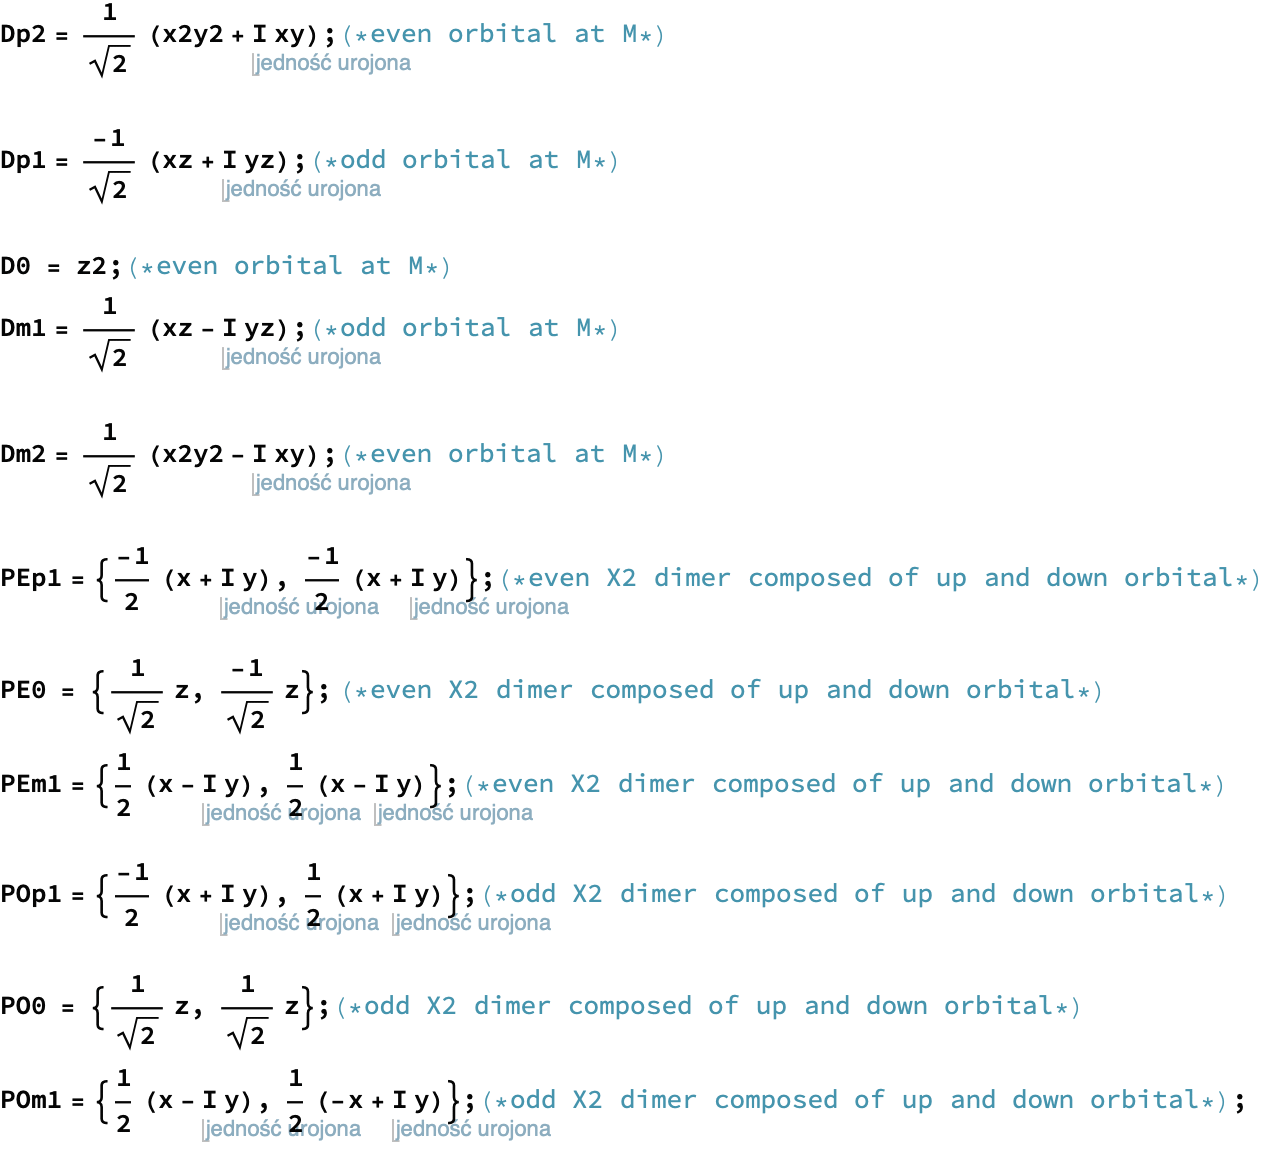 Dp2 = 1/√2 (x2y2 + I xy); (*even orbital at M*)
jedność urojona
Dp1 = -1/√2 (xz + I yz); (*odd orbital at M*)
jedność urojona
D0 = z2; (*even orbital at M*)
Dm1 = 1/√2 (xz - I yz); (*odd orbital at M*)
jedność urojona
Dm2 = 1/√2 (x2y2 - I xy); (*even orbital at M*)
jedność urojona
PEp1 = {-1/2 (x + I y), -1/2 (x + I y)}; (*even X2 dimer composed of up and down orbital*)
jedność urojona jedność urojona
PE0 = {1/√2 z, -1/√2 z}; (*even X2 dimer composed of up and down orbital*)
PEm1 = {1/2 (x - I y), 1/2 (x - I y)}; (*even X2 dimer composed of up and down orbital*)
jedność urojona jedność urojona
POp1 = {-1/2 (x + I y), 1/2 (x + I y)}; (*odd X2 dimer composed of up and down orbital*)
jedność urojona jedność urojona
PO0 = {1/√2 z, 1/√2 z}; (*odd X2 dimer composed of up and down orbital*)
POm1 = {1/2 (x - I y), 1/2 (-x + I y)}; (*odd X2 dimer composed of up and down orbital*);
jedność urojona jedność urojona